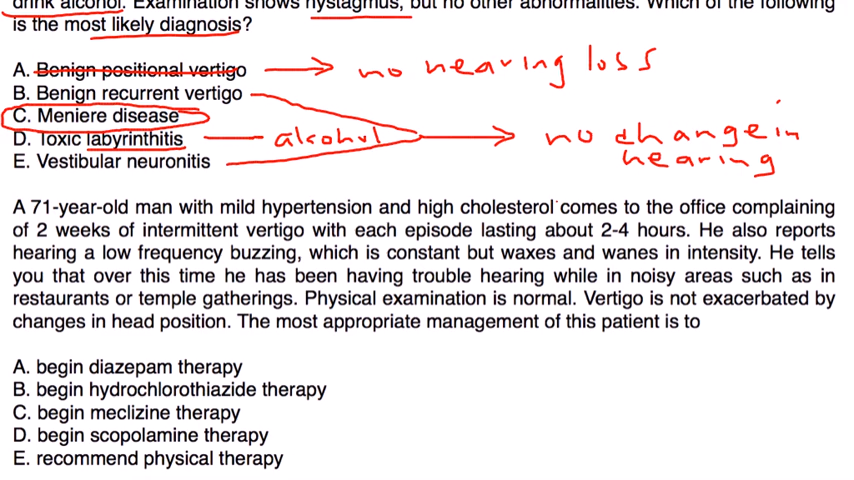 drink alcohol. Examination shows nystagmus, but no other abnormalities. Which of the following
is the most likely diagnosis?
A. Benign positional vertigo → no hearing loss
B. Benign recurrent vertigo
C. Meniere disease
D. Toxic labyrinthitis alcohol → no change in
hearing
E. Vestibular neuronitis
A 71-year-old man with mild hypertension and high cholesterol comes to the office complaining
of 2 weeks of intermittent vertigo with each episode lasting about 2-4 hours. He also reports
hearing a low frequency buzzing, which is constant but waxes and wanes in intensity. He tells
you that over this time he has been having trouble hearing while in noisy areas such as in
restaurants or temple gatherings. Physical examination is normal. Vertigo is not exacerbated by
changes in head position. The most appropriate management of this patient is to
A. begin diazepam therapy
B. begin hydrochlorothiazide therapy
C. begin meclizine therapy
D. begin scopolamine therapy
E. recommend physical therapy